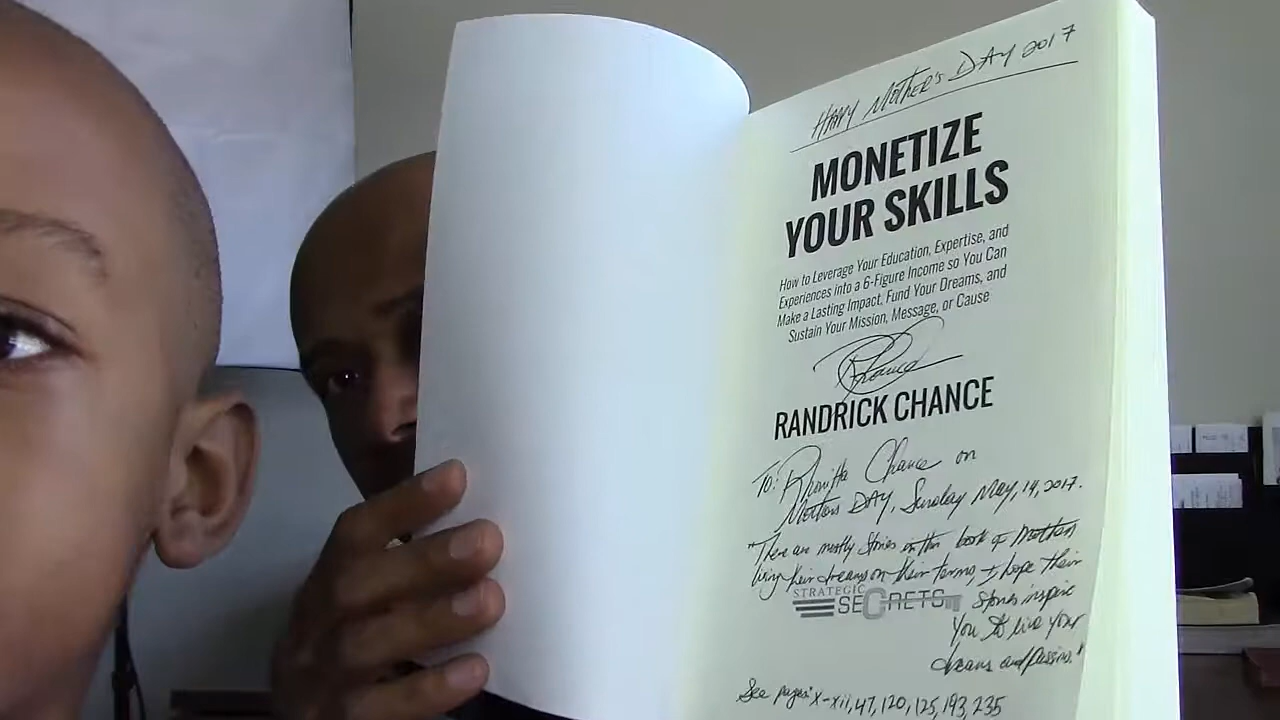 HAPPY MOTHER'S DAY 2017
MONETIZE
YOUR SKILLS
How to Leverage Your Education, Expertise, and
Experiences into a 6-Figure Income so You Can
Make a Lasting Impact, Fund Your Dreams, and
Sustain Your Mission, Message, or Cause
RChance
RANDRICK CHANCE
To: Chance on
Mothers DAY, Sunday May, 14, 2017.
"There are mostly stories in this book of Mothers
living their dreams on their terms, I hope their
STRATEGIC
SECRETS
stories inspire
You to live your
dreams and passions."
See pages: x-xii, 47, 120, 125, 193, 235